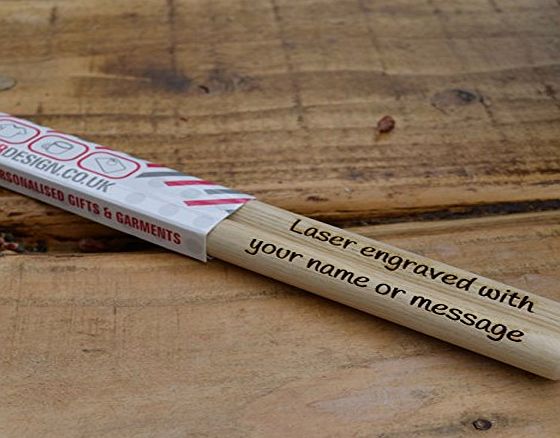 DESIGN.CO.UK
PERSONALISED GIFTS & GARMENTS
Laser engraved with
your name or message